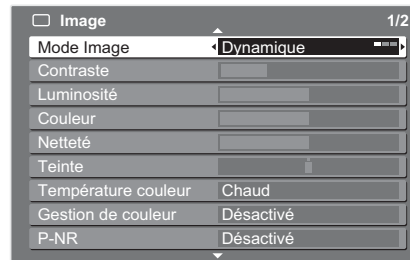 Image 1/2
Mode Image Dynamique
Contraste
Luminosité
Couleur
Netteté
Teinte
Température couleur Chaud
Gestion de couleur Désactivé
P-NR Désactivé